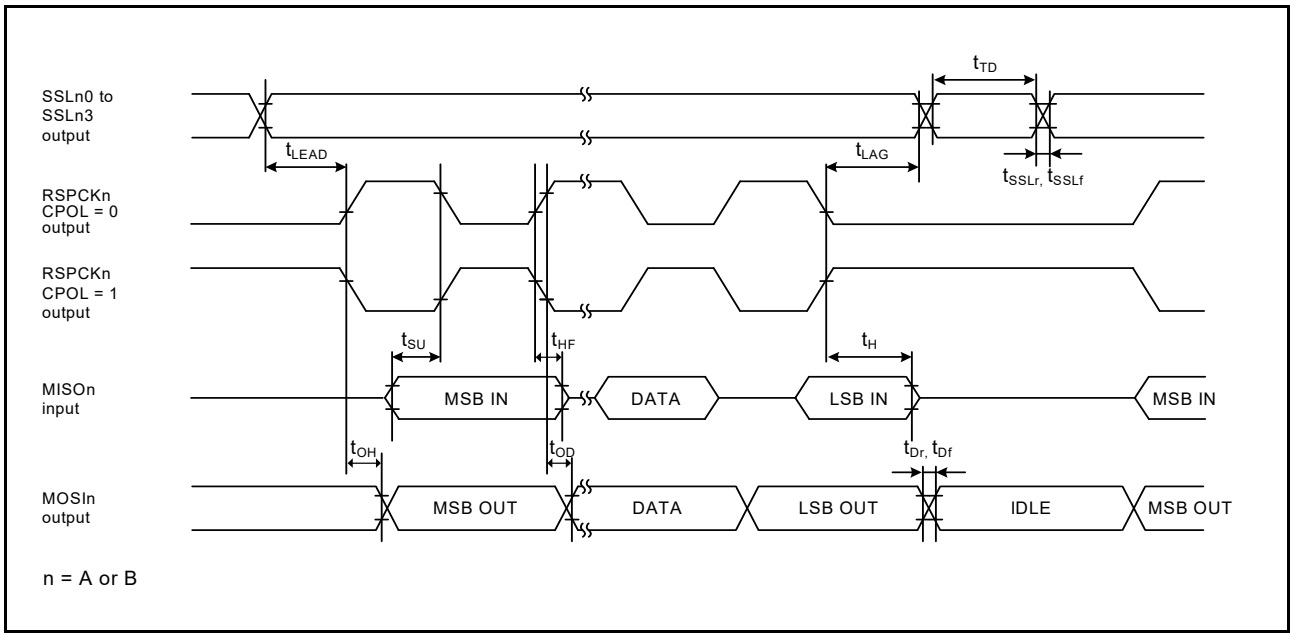 tTD
SSLn0 to
SSLn3
output
tLEAD
tLAG
tSSLr, tSSLf
RSPCKn
CPOL = 0
output
RSPCKn
CPOL = 1
output
tSU
tHF
tH
MISOn
input
MSB IN
DATA
LSB IN
MSB IN
tOH
tOD
tDr, tDf
MOSIn
output
MSB OUT
DATA
LSB OUT
IDLE
MSB OUT
n = A or B